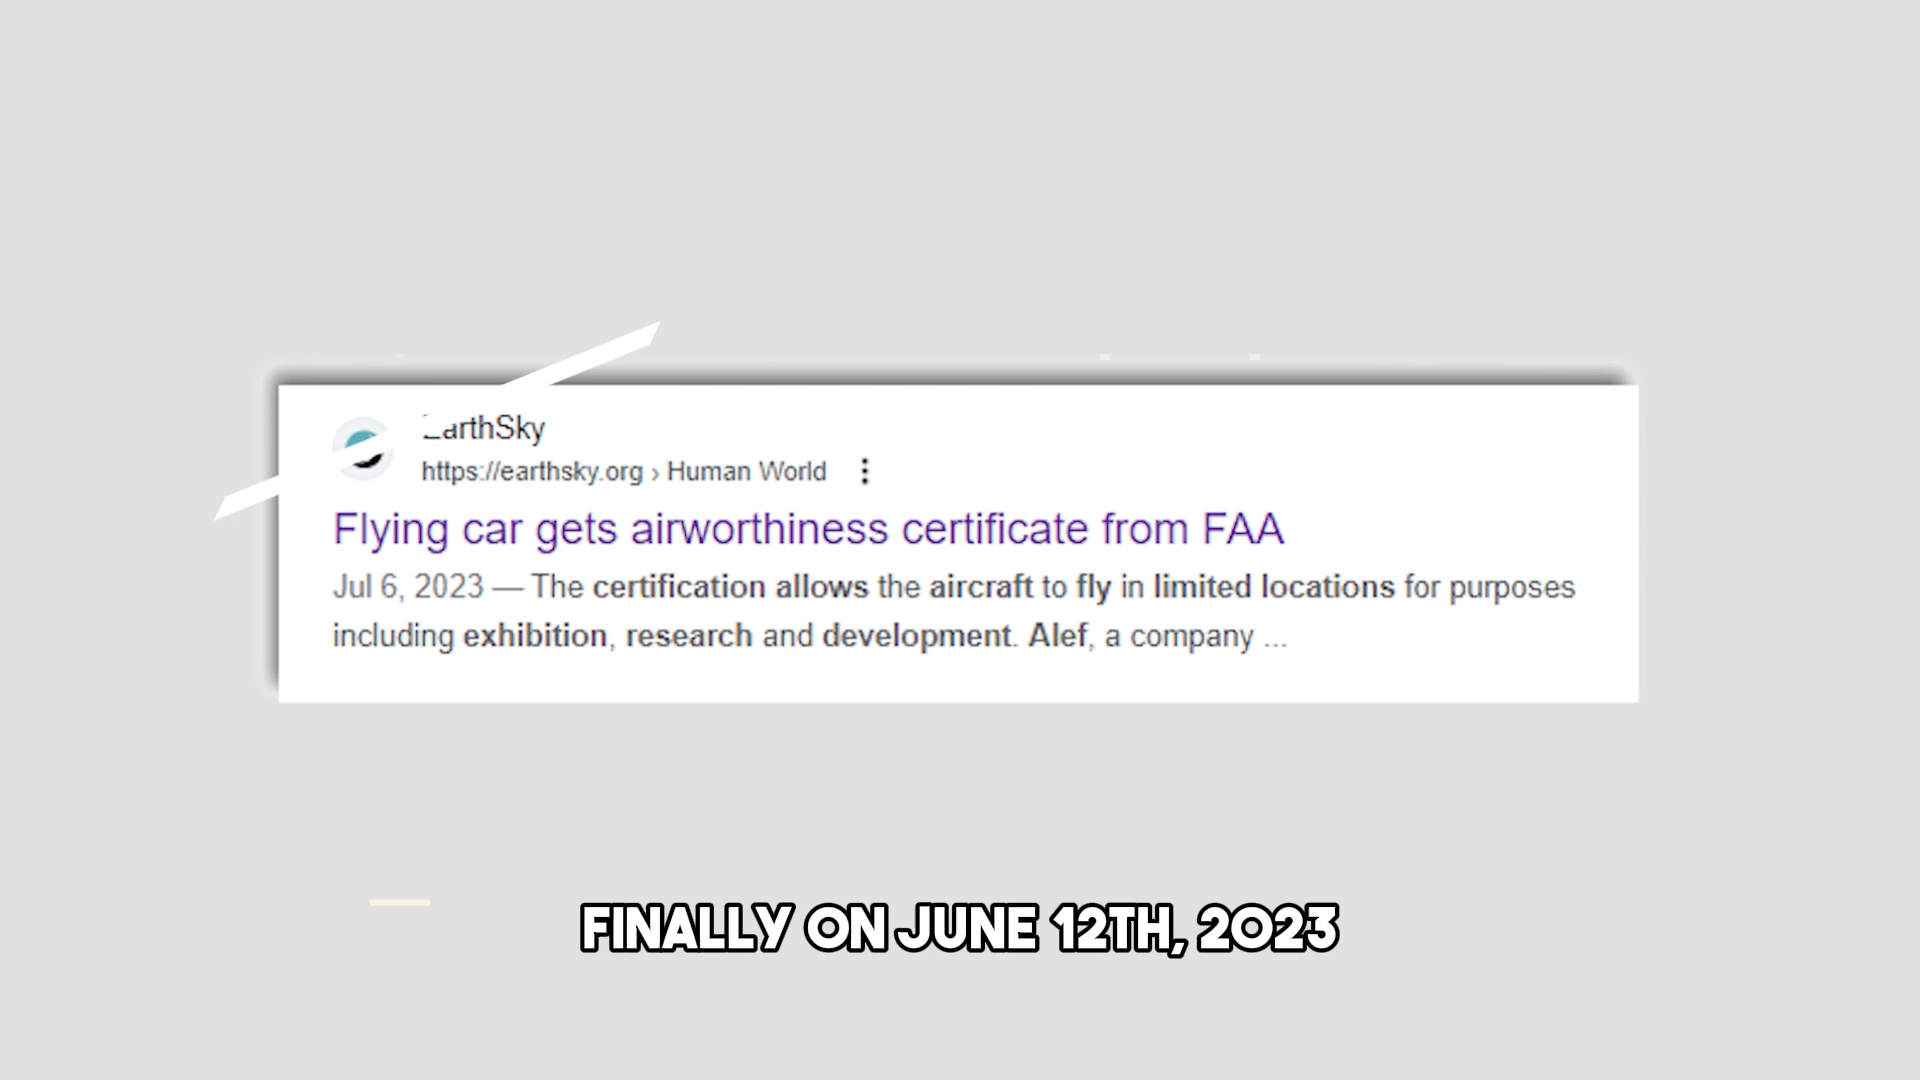 EarthSky
https://earthsky.org › Human World
Flying car gets airworthiness certificate from FAA
Jul 6, 2023 — The certification allows the aircraft to fly in limited locations for purposes
including exhibition, research and development. Alef, a company ...
FINALLY ON JUNE 12TH, 2023